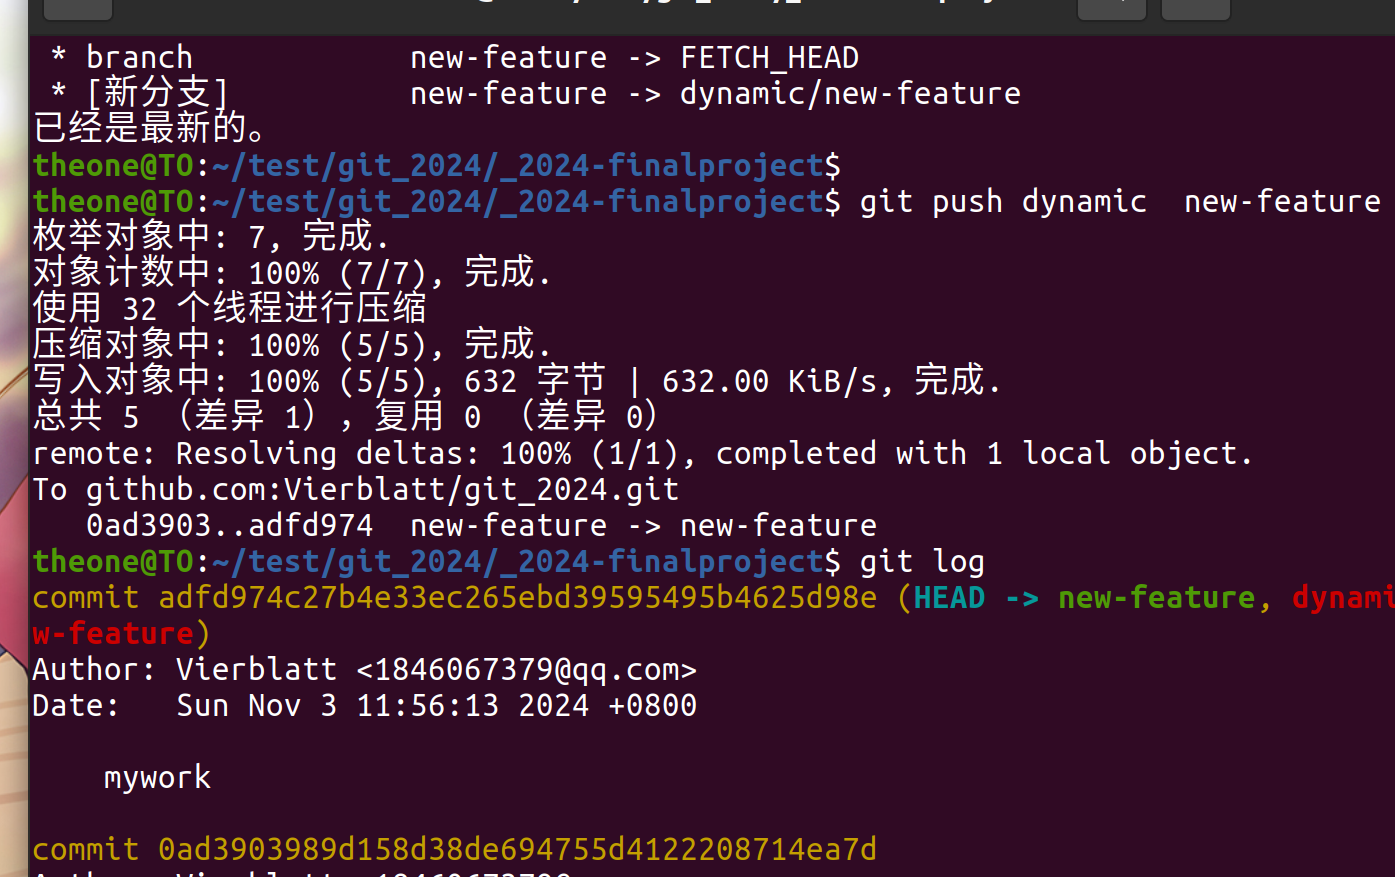 * branch            new-feature -> FETCH_HEAD
* [新分支]          new-feature -> dynamic/new-feature
已经是最新的。
theone@TO:~/test/git_2024/_2024-finalproject$
theone@TO:~/test/git_2024/_2024-finalproject$ git push dynamic  new-feature
枚举对象中: 7, 完成.
对象计数中: 100% (7/7), 完成.
使用 32 个线程进行压缩
压缩对象中: 100% (5/5), 完成.
写入对象中: 100% (5/5), 632 字节 | 632.00 KiB/s, 完成.
总共 5 （差异 1），复用 0 （差异 0）
remote: Resolving deltas: 100% (1/1), completed with 1 local object.
To github.com:Vierblatt/git_2024.git
   0ad3903..adfd974  new-feature -> new-feature
theone@TO:~/test/git_2024/_2024-finalproject$ git log
commit adfd974c27b4e33ec265ebd39595495b4625d98e (HEAD -> new-feature, dynami
w-feature)
Author: Vierblatt <1846067379@qq.com>
Date:   Sun Nov 3 11:56:13 2024 +0800
    mywork
commit 0ad3903989d158d38de694755d4122208714ea7d